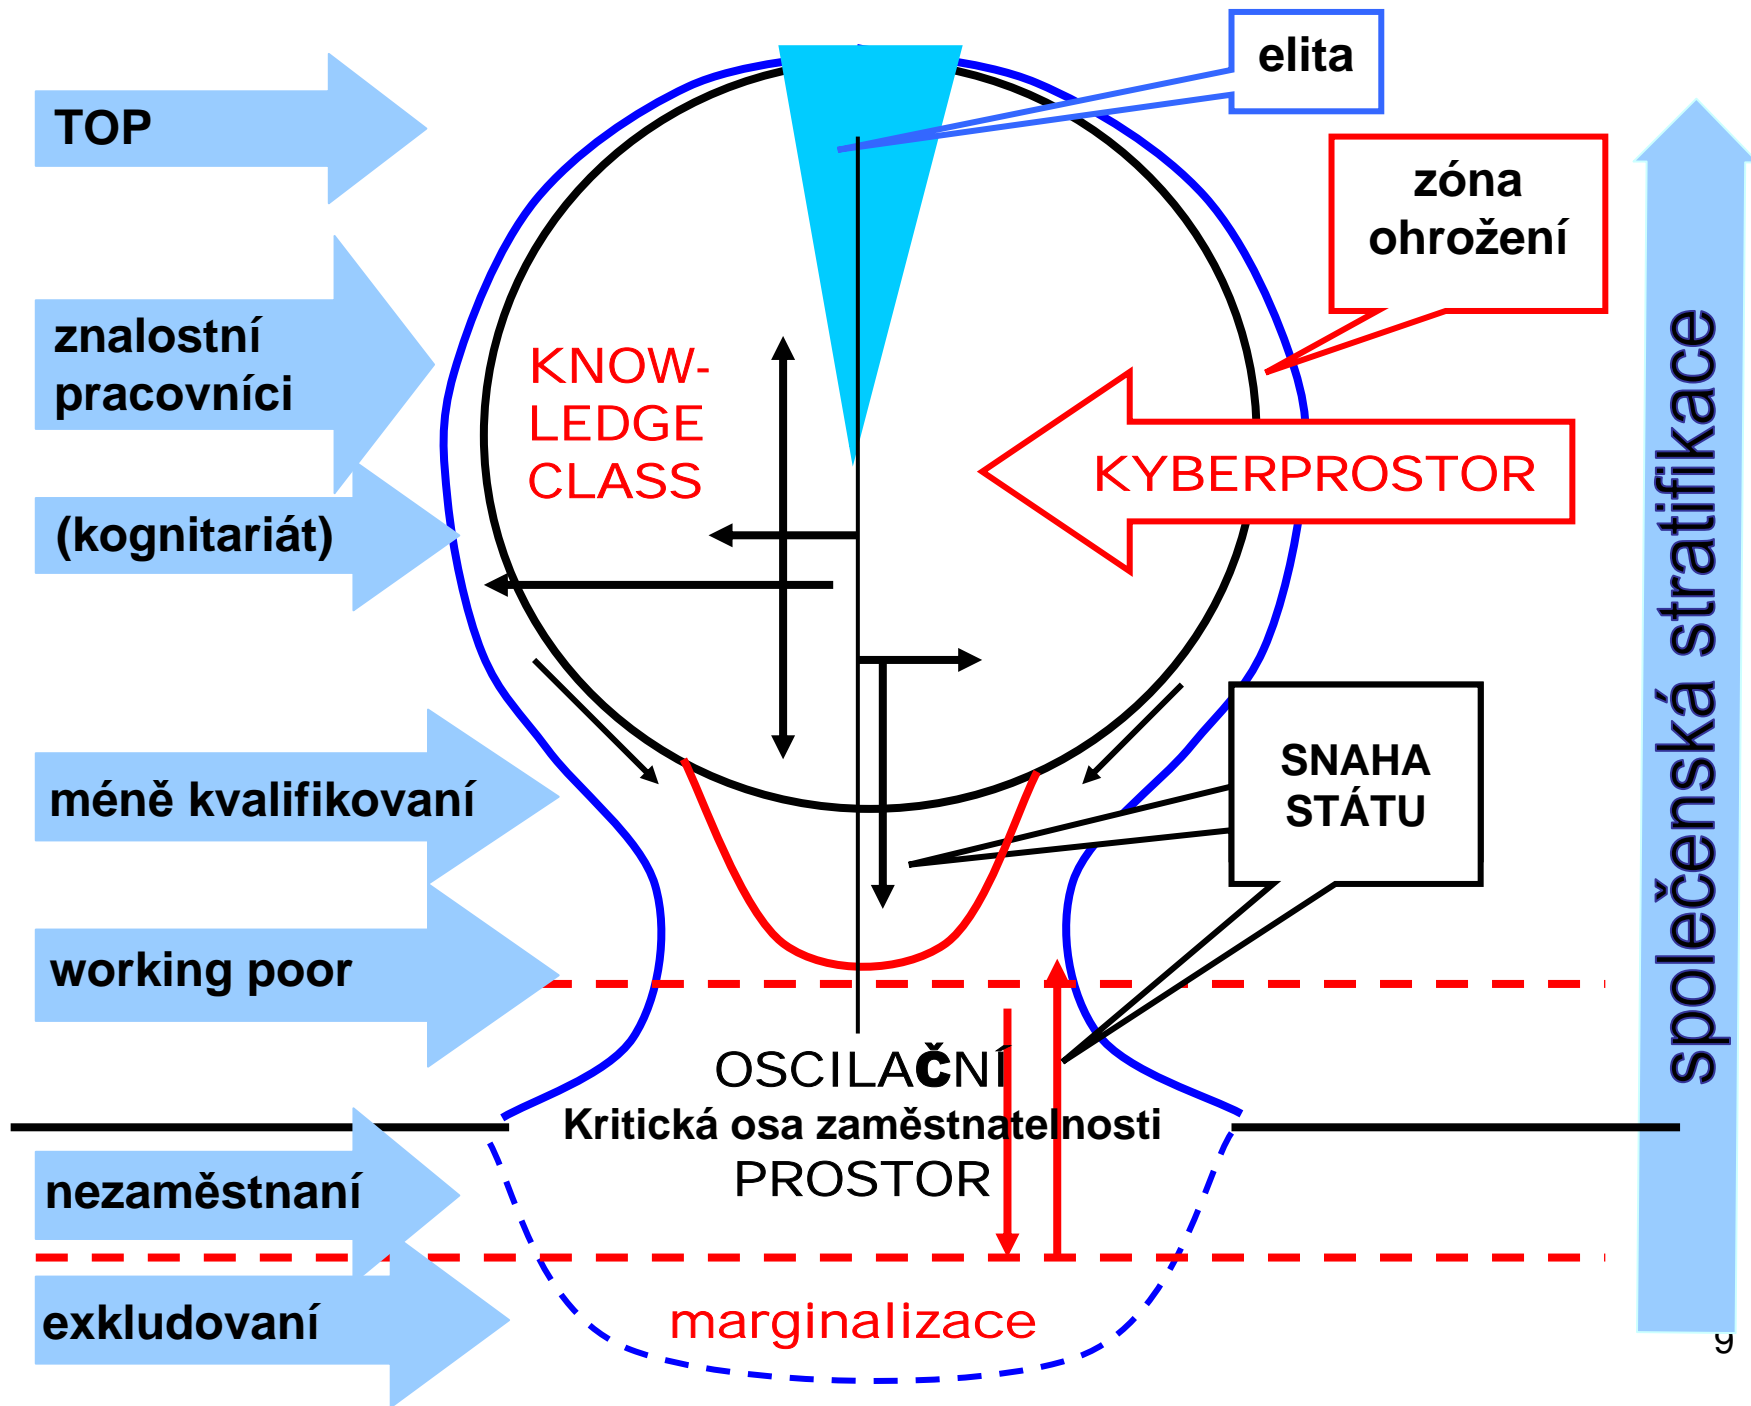 elita
TOP
zóna
ohrožení
znalostní
pracovníci
KNOW-
LEDGE
CLASS
KYBERPROSTOR
(kognitariát)
společenská stratifikace
SNAHA
STÁTU
méně kvalifikovaní
working poor
OSCILAČNÍ
Kritická osa zaměstnatelnosti
PROSTOR
nezaměstnaní
marginalizace
exkludovaní
9